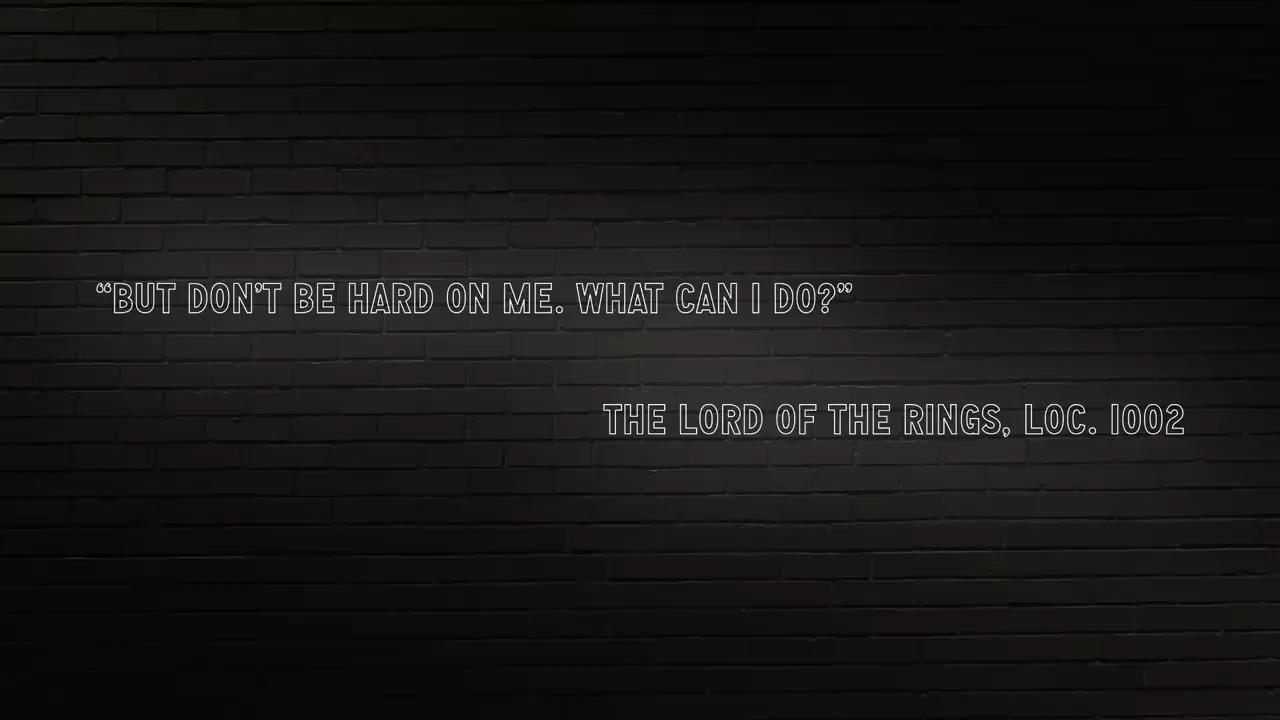 “BUT DON’T BE HARD ON ME. WHAT CAN I DO?”
THE LORD OF THE RINGS, LOC. 1002